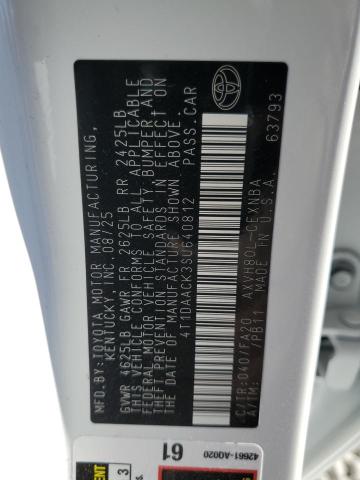 MFD. BY:TOYOTA MOTOR MANUFACTURING,
KENTUCKY, INC. 08/25
GVWR 4625LB GAWR FR 2625LB RR 2425LB
THIS VEHICLE CONFORMS TO ALL APPLICABLE
FEDERAL MOTOR VEHICLE SAFETY, BUMPER, AND
THEFT PREVENTION STANDARDS IN EFFECT ON
THE DATE OF MANUFACTURE SHOWN ABOVE.
4T1DAACK3SU640812 PASS.CAR
C/TR:040/FA20 AXVH80L-CEXNBA
A/TM: /PB11 MADE IN U.S.A.
63793
42661-A0020
61
3